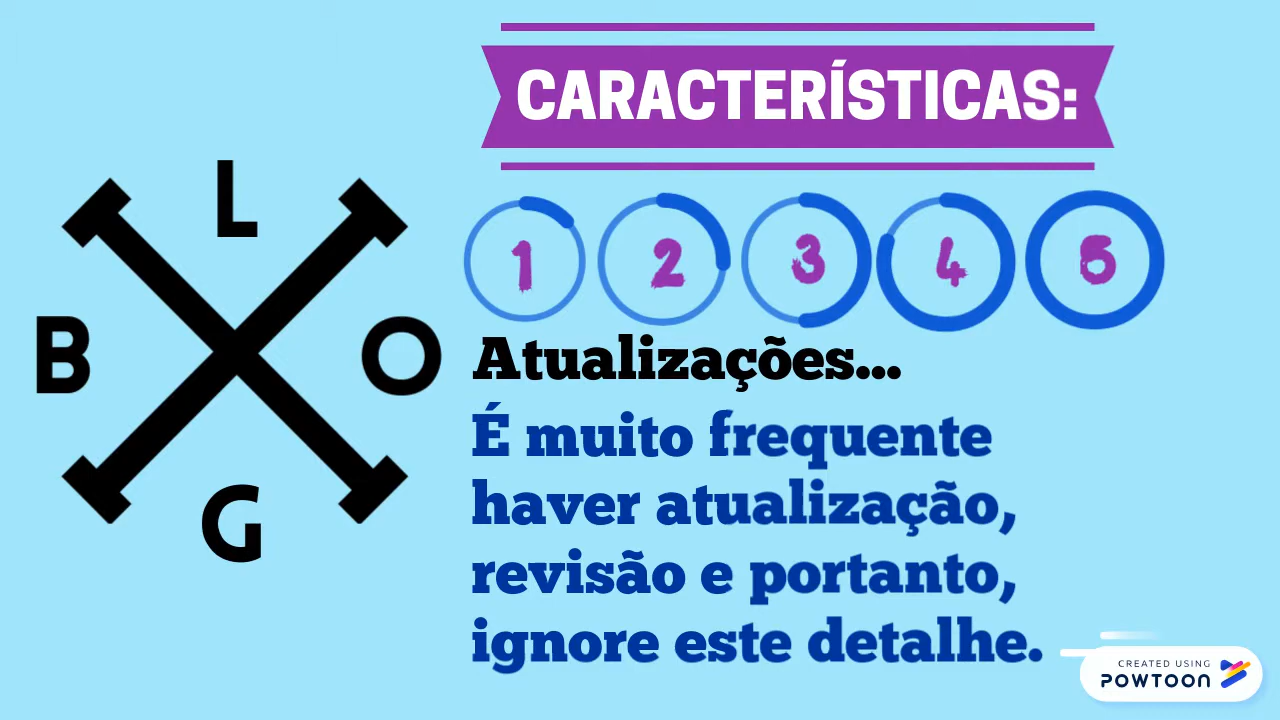 CARACTERÍSTICAS:
1 2 3 4 5
L
B O
G
Atualizações...
É muito frequente
haver atualização,
revisão e portanto,
ignore este detalhe.
CREATED USING
POWTOON